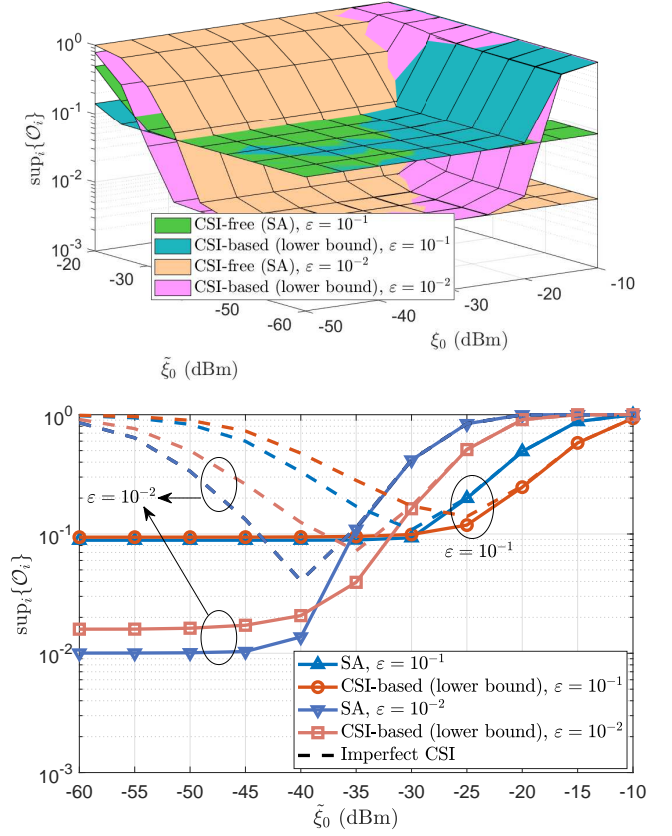 10^0
10^-1
10^-2
10^-3
sup_i{𝒪_i}
CSI-free (SA), ε = 10^-1
CSI-based (lower bound), ε = 10^-1
CSI-free (SA), ε = 10^-2
CSI-based (lower bound), ε = 10^-2
-20
-30
-50
-60
-50
-40
-30
-20
-10
ξ̃_0 (dBm)
ξ_0 (dBm)
10^0
10^-1
10^-2
10^-3
sup_i{𝒪_i}
ε = 10^-2
ε = 10^-1
SA, ε = 10^-1
CSI-based (lower bound), ε = 10^-1
SA, ε = 10^-2
CSI-based (lower bound), ε = 10^-2
Imperfect CSI
-60 -55 -50 -45 -40 -35 -30 -25 -20 -15 -10
ξ̃_0 (dBm)